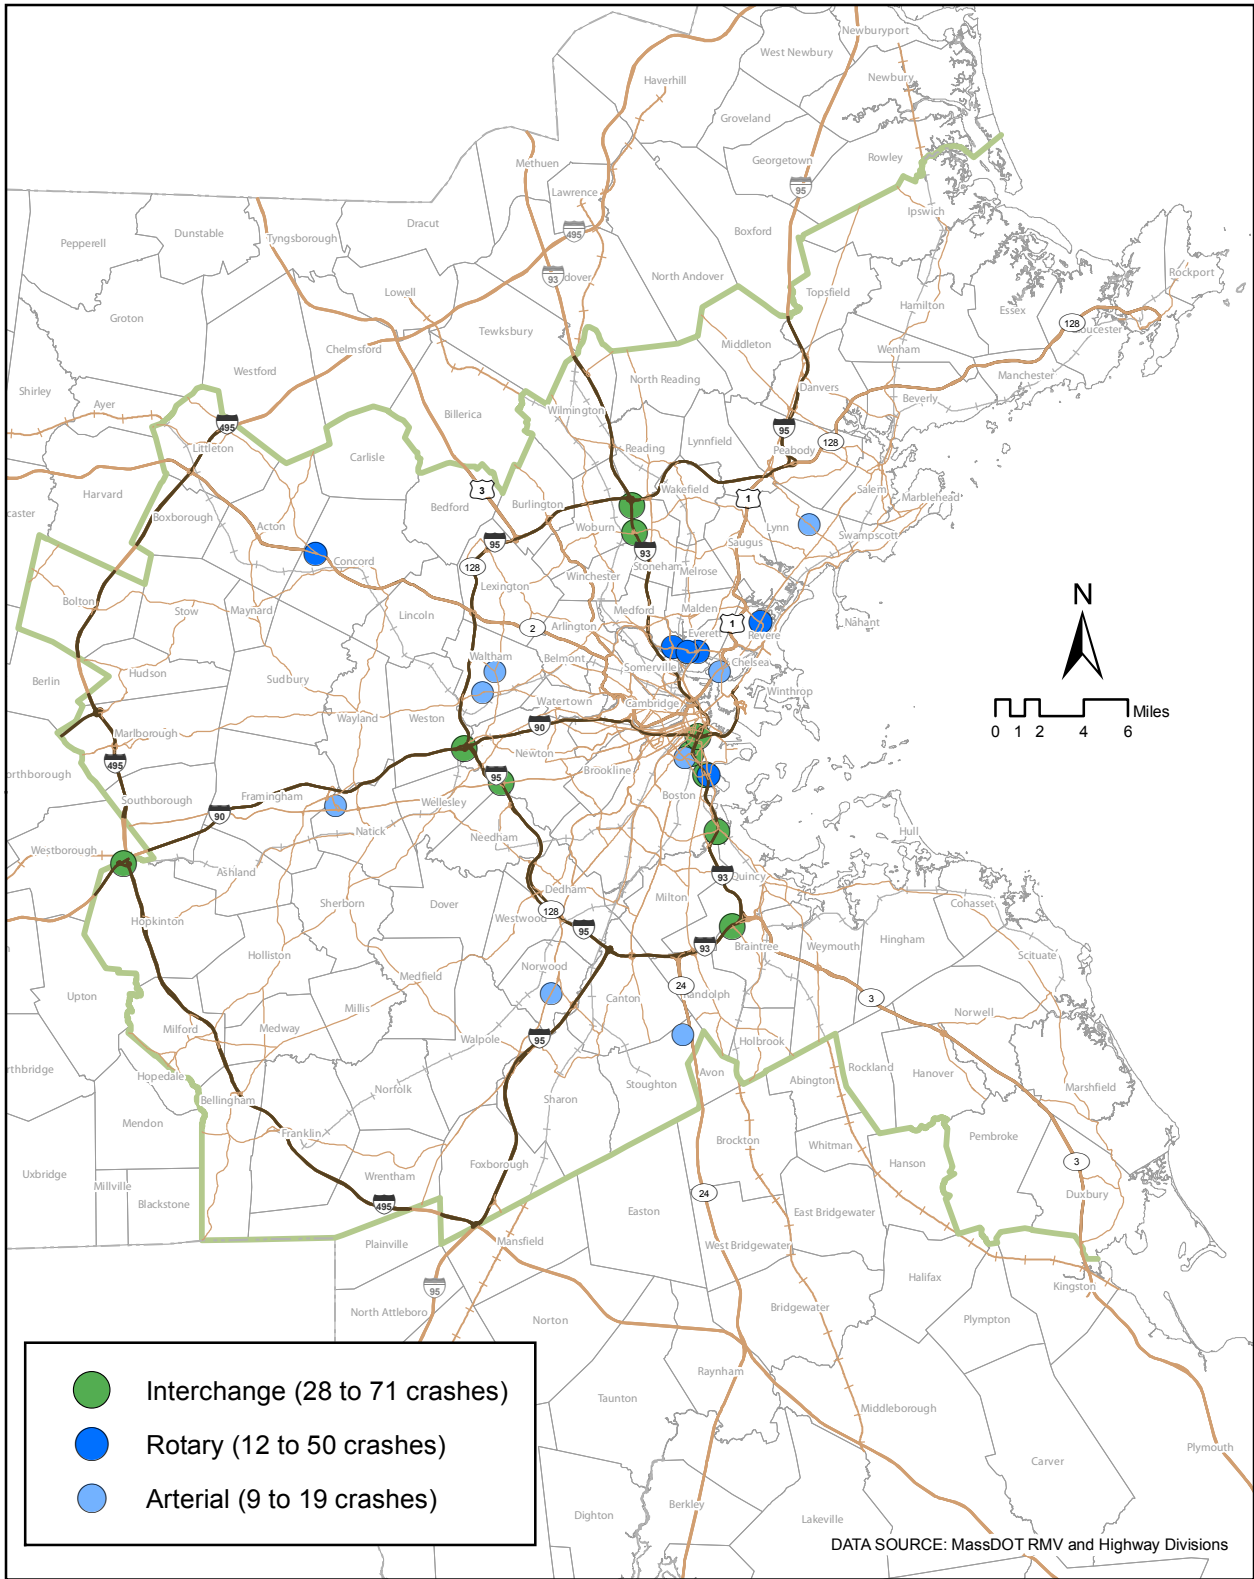 Newburyport
West Newbury
Haverhill
Newbury
Groveland
Methuen
Georgetown
Rowley
Lawrence
95
Ipswich
Dracut
Dunstable
495
Boxford
Pepperell
Tyngsborough
Rockport
93
dover
North Andover
Topsfield
Lowell
Hamilton
Essex
Groton
128
oucester
Tewksbury
Middleton
Chelmsford
Wenham
Westford
North Reading
Manchester
Shirley
Danvers
Beverly
Ayer
Billerica
Wilmington
495
95
128
Littleton
Reading
Lynnfield
Peabody
Carlisle
3
Wakefield
Salem
Harvard
Bedford
Burlington
1
Marblehead
caster
Boxborough
Acton
Woburn
Lynn
Swampscott
95
93
Saugus
Concord
128
Stoneham
Melrose
Lexington
Winchester
Bolton
Stow
Maynard
Lincoln
Medford
Malden
N
2
Arlington
1
Everett
Revere
Nahant
Waltham
Belmont
Somerville
Chelsea
Berlin
Hudson
Sudbury
Winthrop
Watertown
Cambridge
Wayland
Weston
90
Miles
0 1 2 4 6
Marlborough
Newton
495
95
Brookline
orthborough
Southborough
Framingham
Wellesley
Boston
90
Natick
Needham
Hull
Westborough
Ashland
93
Quincy
Dedham
Sherborn
Dover
Milton
Cohasset
128
Westwood
Hopkinton
95
93
Braintree
Weymouth
Hingham
Holliston
Scituate
Norwood
Medfield
24
andolph
Upton
Canton
3
Millis
Norwell
Milford
Medway
Walpole
95
Holbrook
rthbridge
Hopedale
Avon
Rockland
Hanover
Norfolk
Stoughton
Abington
Marshfield
Bellingham
Sharon
Mendon
Franklin
Brockton
Whitman
Pembroke
Uxbridge
Wrentham
Foxborough
Hanson
3
Millville
24
Duxbury
Blackstone
495
Easton
East Bridgewater
Plainville
Mansfield
West Bridgewater
95
Halifax
Kingston
North Attleboro
Norton
Bridgewater
Plympton
Raynham
Interchange (28 to 71 crashes)
Taunton
Middleborough
Rotary (12 to 50 crashes)
Plymouth
Carver
Arterial (9 to 19 crashes)
Berkley
Dighton
Lakeville
DATA SOURCE: MassDOT RMV and Highway Divisions